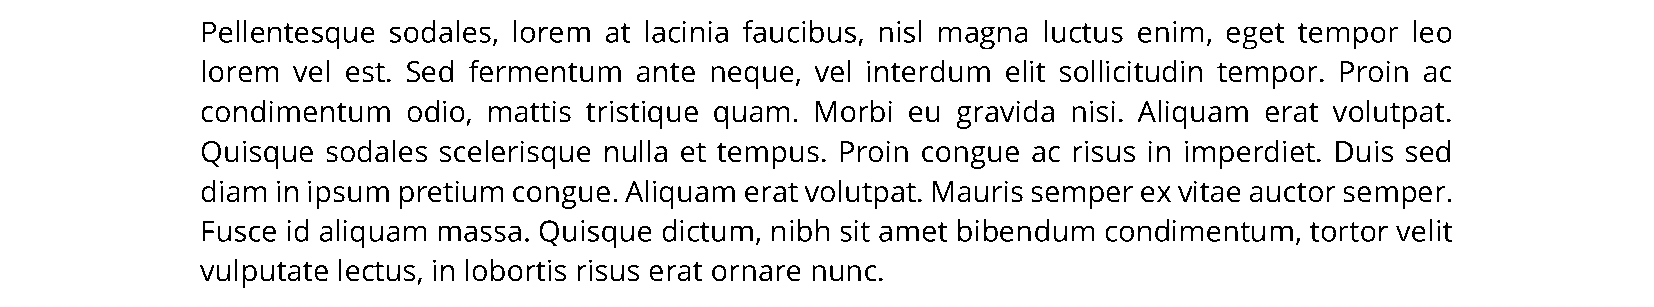 Pellentesque sodales, lorem at lacinia faucibus, nisl magna luctus enim, eget tempor leo
lorem vel est. Sed fermentum ante neque, vel interdum elit sollicitudin tempor. Proin ac
condimentum odio, mattis tristique quam. Morbi eu gravida nisi. Aliquam erat volutpat.
Quisque sodales scelerisque nulla et tempus. Proin congue ac risus in imperdiet. Duis sed
diam in ipsum pretium congue. Aliquam erat volutpat. Mauris semper ex vitae auctor semper.
Fusce id aliquam massa. Quisque dictum, nibh sit amet bibendum condimentum, tortor velit
vulputate lectus, in lobortis risus erat ornare nunc.